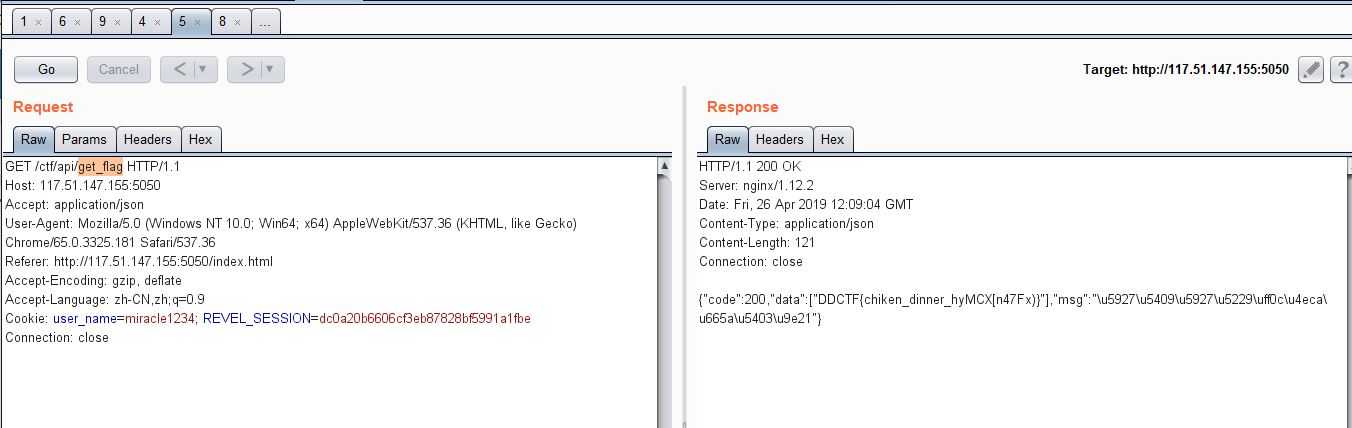 1 × 6 × 9 × 4 × 5 × 8 × ...
Go Cancel < ▼ > ▼ Target: http://117.51.147.155:5050 ?
Request
Raw Params Headers Hex
GET /ctf/api/get_flag HTTP/1.1
Host: 117.51.147.155:5050
Accept: application/json
User-Agent: Mozilla/5.0 (Windows NT 10.0; Win64; x64) AppleWebKit/537.36 (KHTML, like Gecko)
Chrome/65.0.3325.181 Safari/537.36
Referer: http://117.51.147.155:5050/index.html
Accept-Encoding: gzip, deflate
Accept-Language: zh-CN,zh;q=0.9
Cookie: user_name=miracle1234; REVEL_SESSION=dc0a20b6606cf3eb87828bf5991a1fbe
Connection: close
Response
Raw Headers Hex
HTTP/1.1 200 OK
Server: nginx/1.12.2
Date: Fri, 26 Apr 2019 12:09:04 GMT
Content-Type: application/json
Content-Length: 121
Connection: close
{"code":200,"data":["DDCTF{chiken_dinner_hyMCX[n47Fx)}"],"msg":"\u5927\u5409\u5927\u5229\uff0c\u4eca\
u665a\u5403\u9e21"}